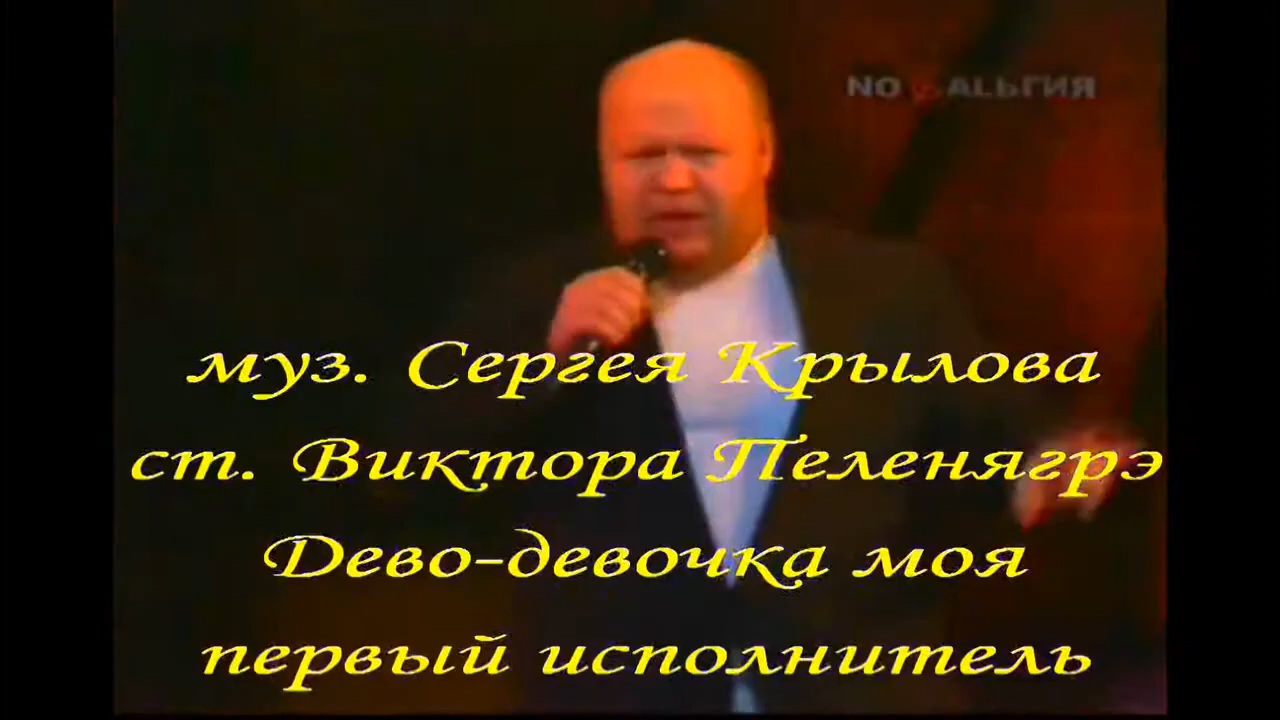 муз. Сергея Крылова
ст. Виктора Пеленягрэ
Дево-девочка моя
первый исполнитель